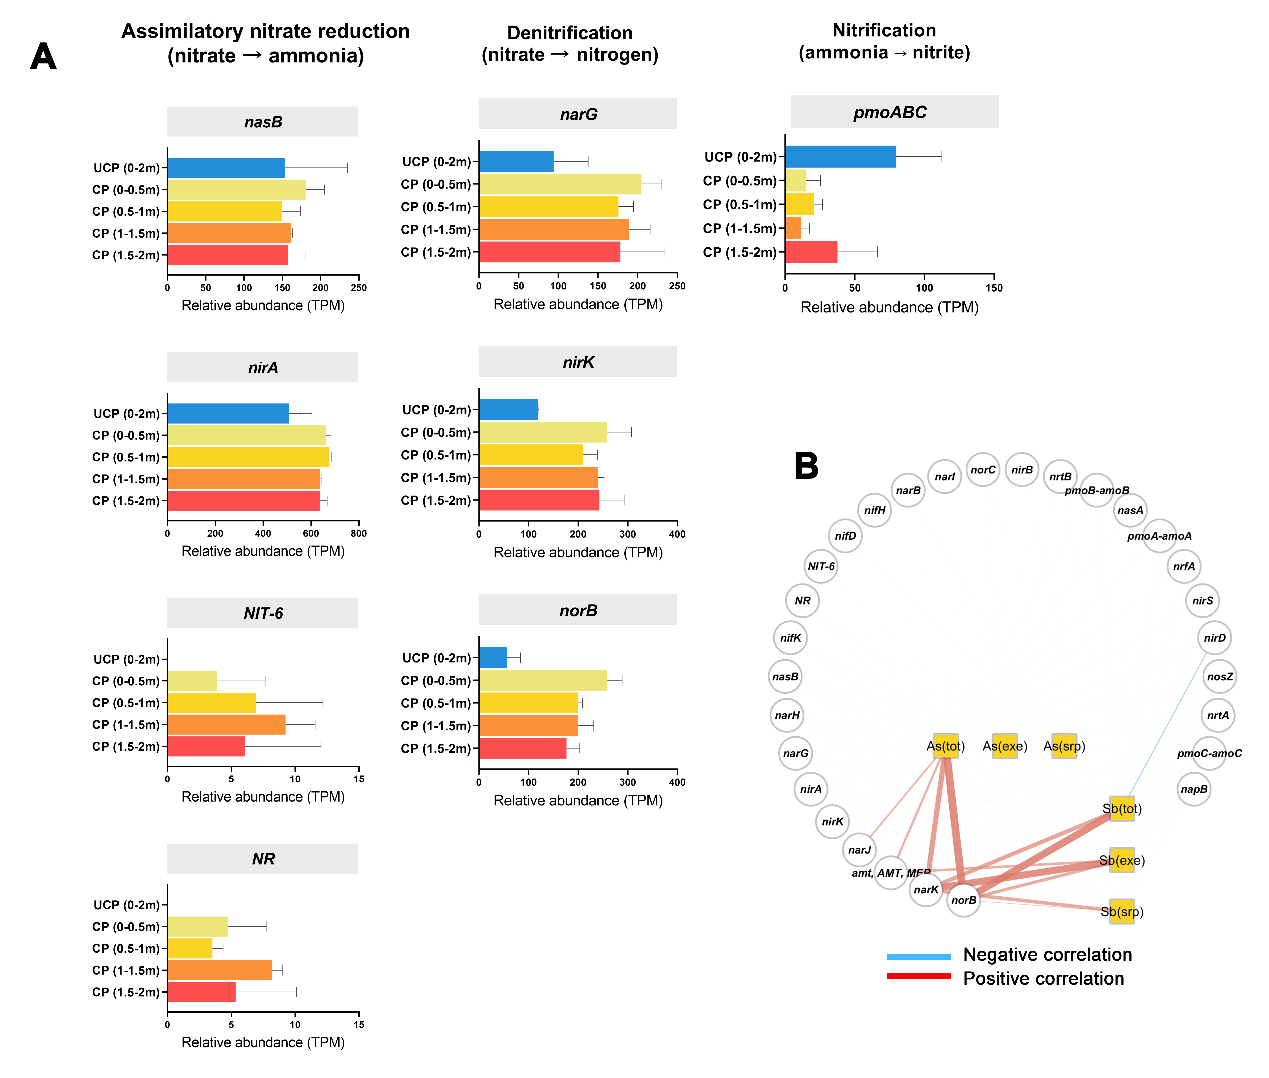 A
Assimilatory nitrate reduction
(nitrate → ammonia)
nasB
UCP (0-2m)
CP (0-0.5m)
CP (0.5-1m)
CP (1-1.5m)
CP (1.5-2m)
0 50 100 150 200 250
Relative abundance (TPM)
nirA
UCP (0-2m)
CP (0-0.5m)
CP (0.5-1m)
CP (1-1.5m)
CP (1.5-2m)
0 200 400 600 800
Relative abundance (TPM)
NIT-6
UCP (0-2m)
CP (0-0.5m)
CP (0.5-1m)
CP (1-1.5m)
CP (1.5-2m)
0 5 10 15
Relative abundance (TPM)
NR
UCP (0-2m)
CP (0-0.5m)
CP (0.5-1m)
CP (1-1.5m)
CP (1.5-2m)
0 5 10 15
Relative abundance (TPM)
Denitrification
(nitrate → nitrogen)
narG
UCP (0-2m)
CP (0-0.5m)
CP (0.5-1m)
CP (1-1.5m)
CP (1.5-2m)
0 50 100 150 200 250
Relative abundance (TPM)
nirK
UCP (0-2m)
CP (0-0.5m)
CP (0.5-1m)
CP (1-1.5m)
CP (1.5-2m)
0 100 200 300 400
Relative abundance (TPM)
norB
UCP (0-2m)
CP (0-0.5m)
CP (0.5-1m)
CP (1-1.5m)
CP (1.5-2m)
0 100 200 300 400
Relative abundance (TPM)
Nitrification
(ammonia → nitrite)
pmoABC
UCP (0-2m)
CP (0-0.5m)
CP (0.5-1m)
CP (1-1.5m)
CP (1.5-2m)
0 50 100 150
Relative abundance (TPM)
B
norC
nirB
nrtB
pmoB-amoB
nasA
pmoA-amoA
nrfA
nirS
nirD
nosZ
nrtA
pmoC-amoC
napB
narI
narB
nifH
nifD
NIT-6
NR
nifK
nasB
narH
narG
nirA
nirK
narJ
amt, AMT, MEP
narK
norB
As(tot)
As(exe)
As(srp)
Sb(tot)
Sb(exe)
Sb(srp)
Negative correlation
Positive correlation